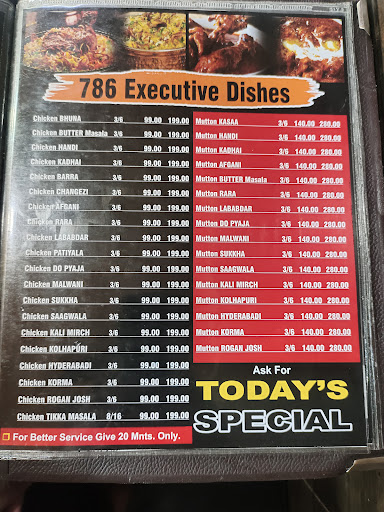 786 Executive Dishes
Chicken BHUNA 3/6 99.00 199.00
Chicken BUTTER Masala 3/6 99.00 199.00
Chicken HANDI 3/6 99.00 199.00
Chicken KADHAI 3/6 99.00 199.00
Chicken BARRA 3/6 99.00 199.00
Chicken CHANGEZI 3/6 99.00 199.00
Chicken AFGANI 3/6 99.00 199.00
Chicken RARA 3/6 99.00 199.00
Chicken LABABDAR 3/6 99.00 199.00
Chicken PATIYALA 3/6 99.00 199.00
Chicken DO PYAJA 3/6 99.00 199.00
Chicken MALWANI 3/6 99.00 199.00
Chicken SUKKHA 3/6 99.00 199.00
Chicken SAAGWALA 3/6 99.00 199.00
Chicken KALI MIRCH 3/6 99.00 199.00
Chicken KOLHAPURI 3/6 99.00 199.00
Chicken HYDERABADI 3/6 99.00 199.00
Chicken KORMA 3/6 99.00 199.00
Chicken ROGAN JOSH 3/6 99.00 199.00
Chicken TIKKA MASALA 8/16 99.00 199.00
For Better Service Give 20 Mnts. Only.
Mutton KASAA 3/6 140.00 280.00
Mutton HANDI 3/6 140.00 280.00
Mutton KADHAI 3/6 140.00 280.00
Mutton AFGANI 3/6 140.00 280.00
Mutton BUTTER Masala 3/6 140.00 280.00
Mutton RARA 3/6 140.00 280.00
Mutton LABABDAR 3/6 140.00 280.00
Mutton DO PYAJA 3/6 140.00 280.00
Mutton MALWANI 3/6 140.00 280.00
Mutton SUKKHA 3/6 140.00 280.00
Mutton SAAGWALA 3/6 140.00 280.00
Mutton KALI MIRCH 3/6 140.00 280.00
Mutton KOLHAPURI 3/6 140.00 280.00
Mutton HYDERABADI 3/6 140.00 280.00
Mutton KORMA 3/6 140.00 290.00
Mutton ROGAN JOSH 3/6 140.00 280.00
Ask For
TODAY'S
SPECIAL